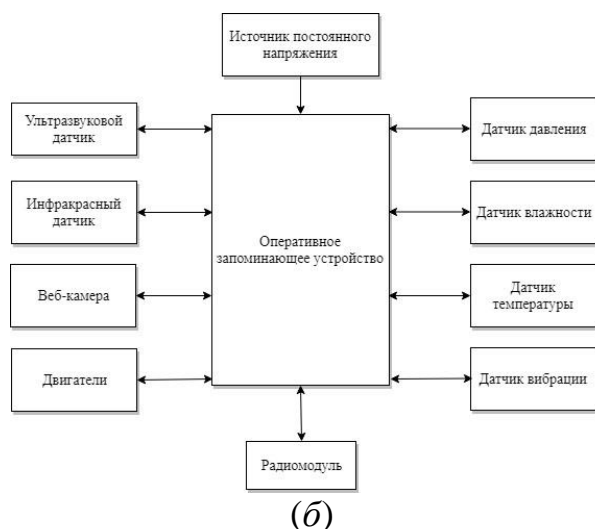 Источник постоянного
напряжения
Ультразвуковой
датчик
Инфракрасный
датчик
Веб-камера
Двигатели
Оперативное
запоминающее устройство
Датчик давления
Датчик влажности
Датчик
температуры
Датчик вибрации
Радиомодуль
(б)